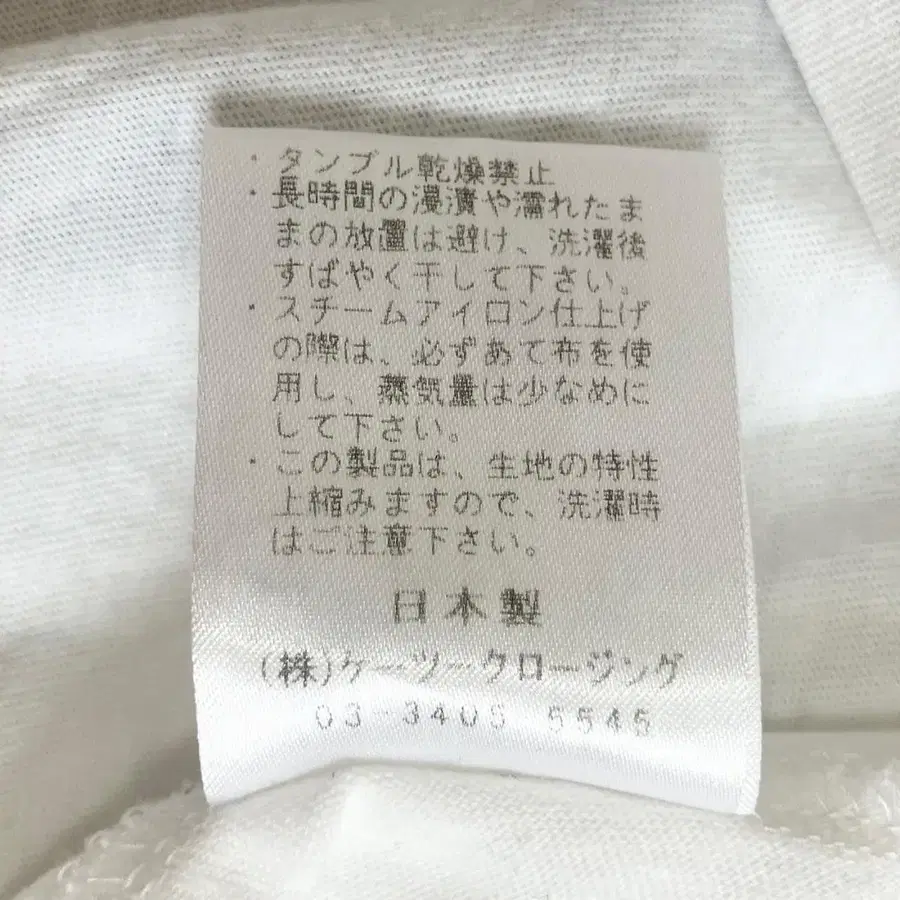 ・タンブル乾燥禁止
・長時間の浸漬や濡れたま
まの放置は避け、洗濯後
すばやく干して下さい。
・スチームアイロン仕上げ
の際は、必ずあて布を使
用し、蒸気量は少なめに
して下さい。
・この製品は、生地の特性
上縮みますので、洗濯時
はご注意下さい。
日本製
(株)ケーツークロージング
03-3405-5545